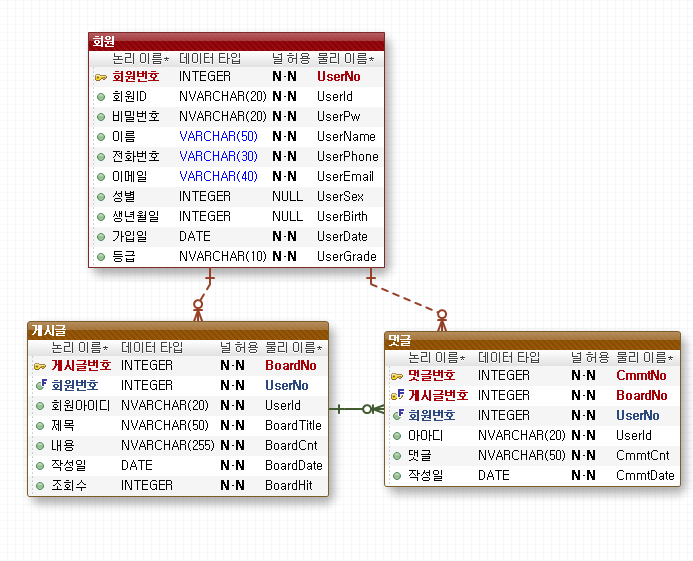 회원
논리 이름* 데이터 타입 널 허용 물리 이름*
회원번호 INTEGER N-N UserNo
회원ID NVARCHAR(20) N-N UserId
비밀번호 NVARCHAR(20) N-N UserPw
이름 VARCHAR(50) N-N UserName
전화번호 VARCHAR(30) N-N UserPhone
이메일 VARCHAR(40) N-N UserEmail
성별 INTEGER NULL UserSex
생년월일 INTEGER NULL UserBirth
가입일 DATE N-N UserDate
등급 NVARCHAR(10) N-N UserGrade
게시글
논리 이름* 데이터 타입 널 허용 물리 이름*
게시글번호 INTEGER N-N BoardNo
F 회원번호 INTEGER N-N UserNo
회원아이디 NVARCHAR(20) N-N UserId
제목 NVARCHAR(50) N-N BoardTitle
내용 NVARCHAR(255) N-N BoardCnt
작성일 DATE N-N BoardDate
조회수 INTEGER N-N BoardHit
댓글
논리 이름* 데이터 타입 널 허용 물리 이름*
댓글번호 INTEGER N-N CmmtNo
F 게시글번호 INTEGER N-N BoardNo
F 회원번호 INTEGER N-N UserNo
아아디 NVARCHAR(20) N-N UserId
댓글 NVARCHAR(50) N-N CmmtCnt
작성일 DATE N-N CmmtDate